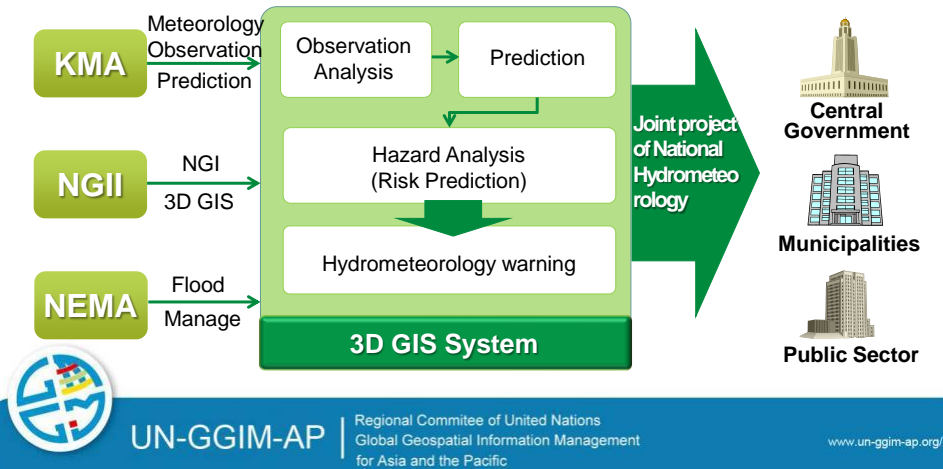 KMA
Meteorology
Observation
Prediction
Observation
Analysis
Prediction
NGII
NGI
3D GIS
Hazard Analysis
(Risk Prediction)
NEMA
Flood
Manage
Hydrometeorology warning
3D GIS System
Joint project
of National
Hydrometeo
rology
Central
Government
Municipalities
Public Sector
UN-GGIM-AP
Regional Commitee of United Nations
Global Geospatial Information Management
for Asia and the Pacific
www.un-ggim-ap.org/